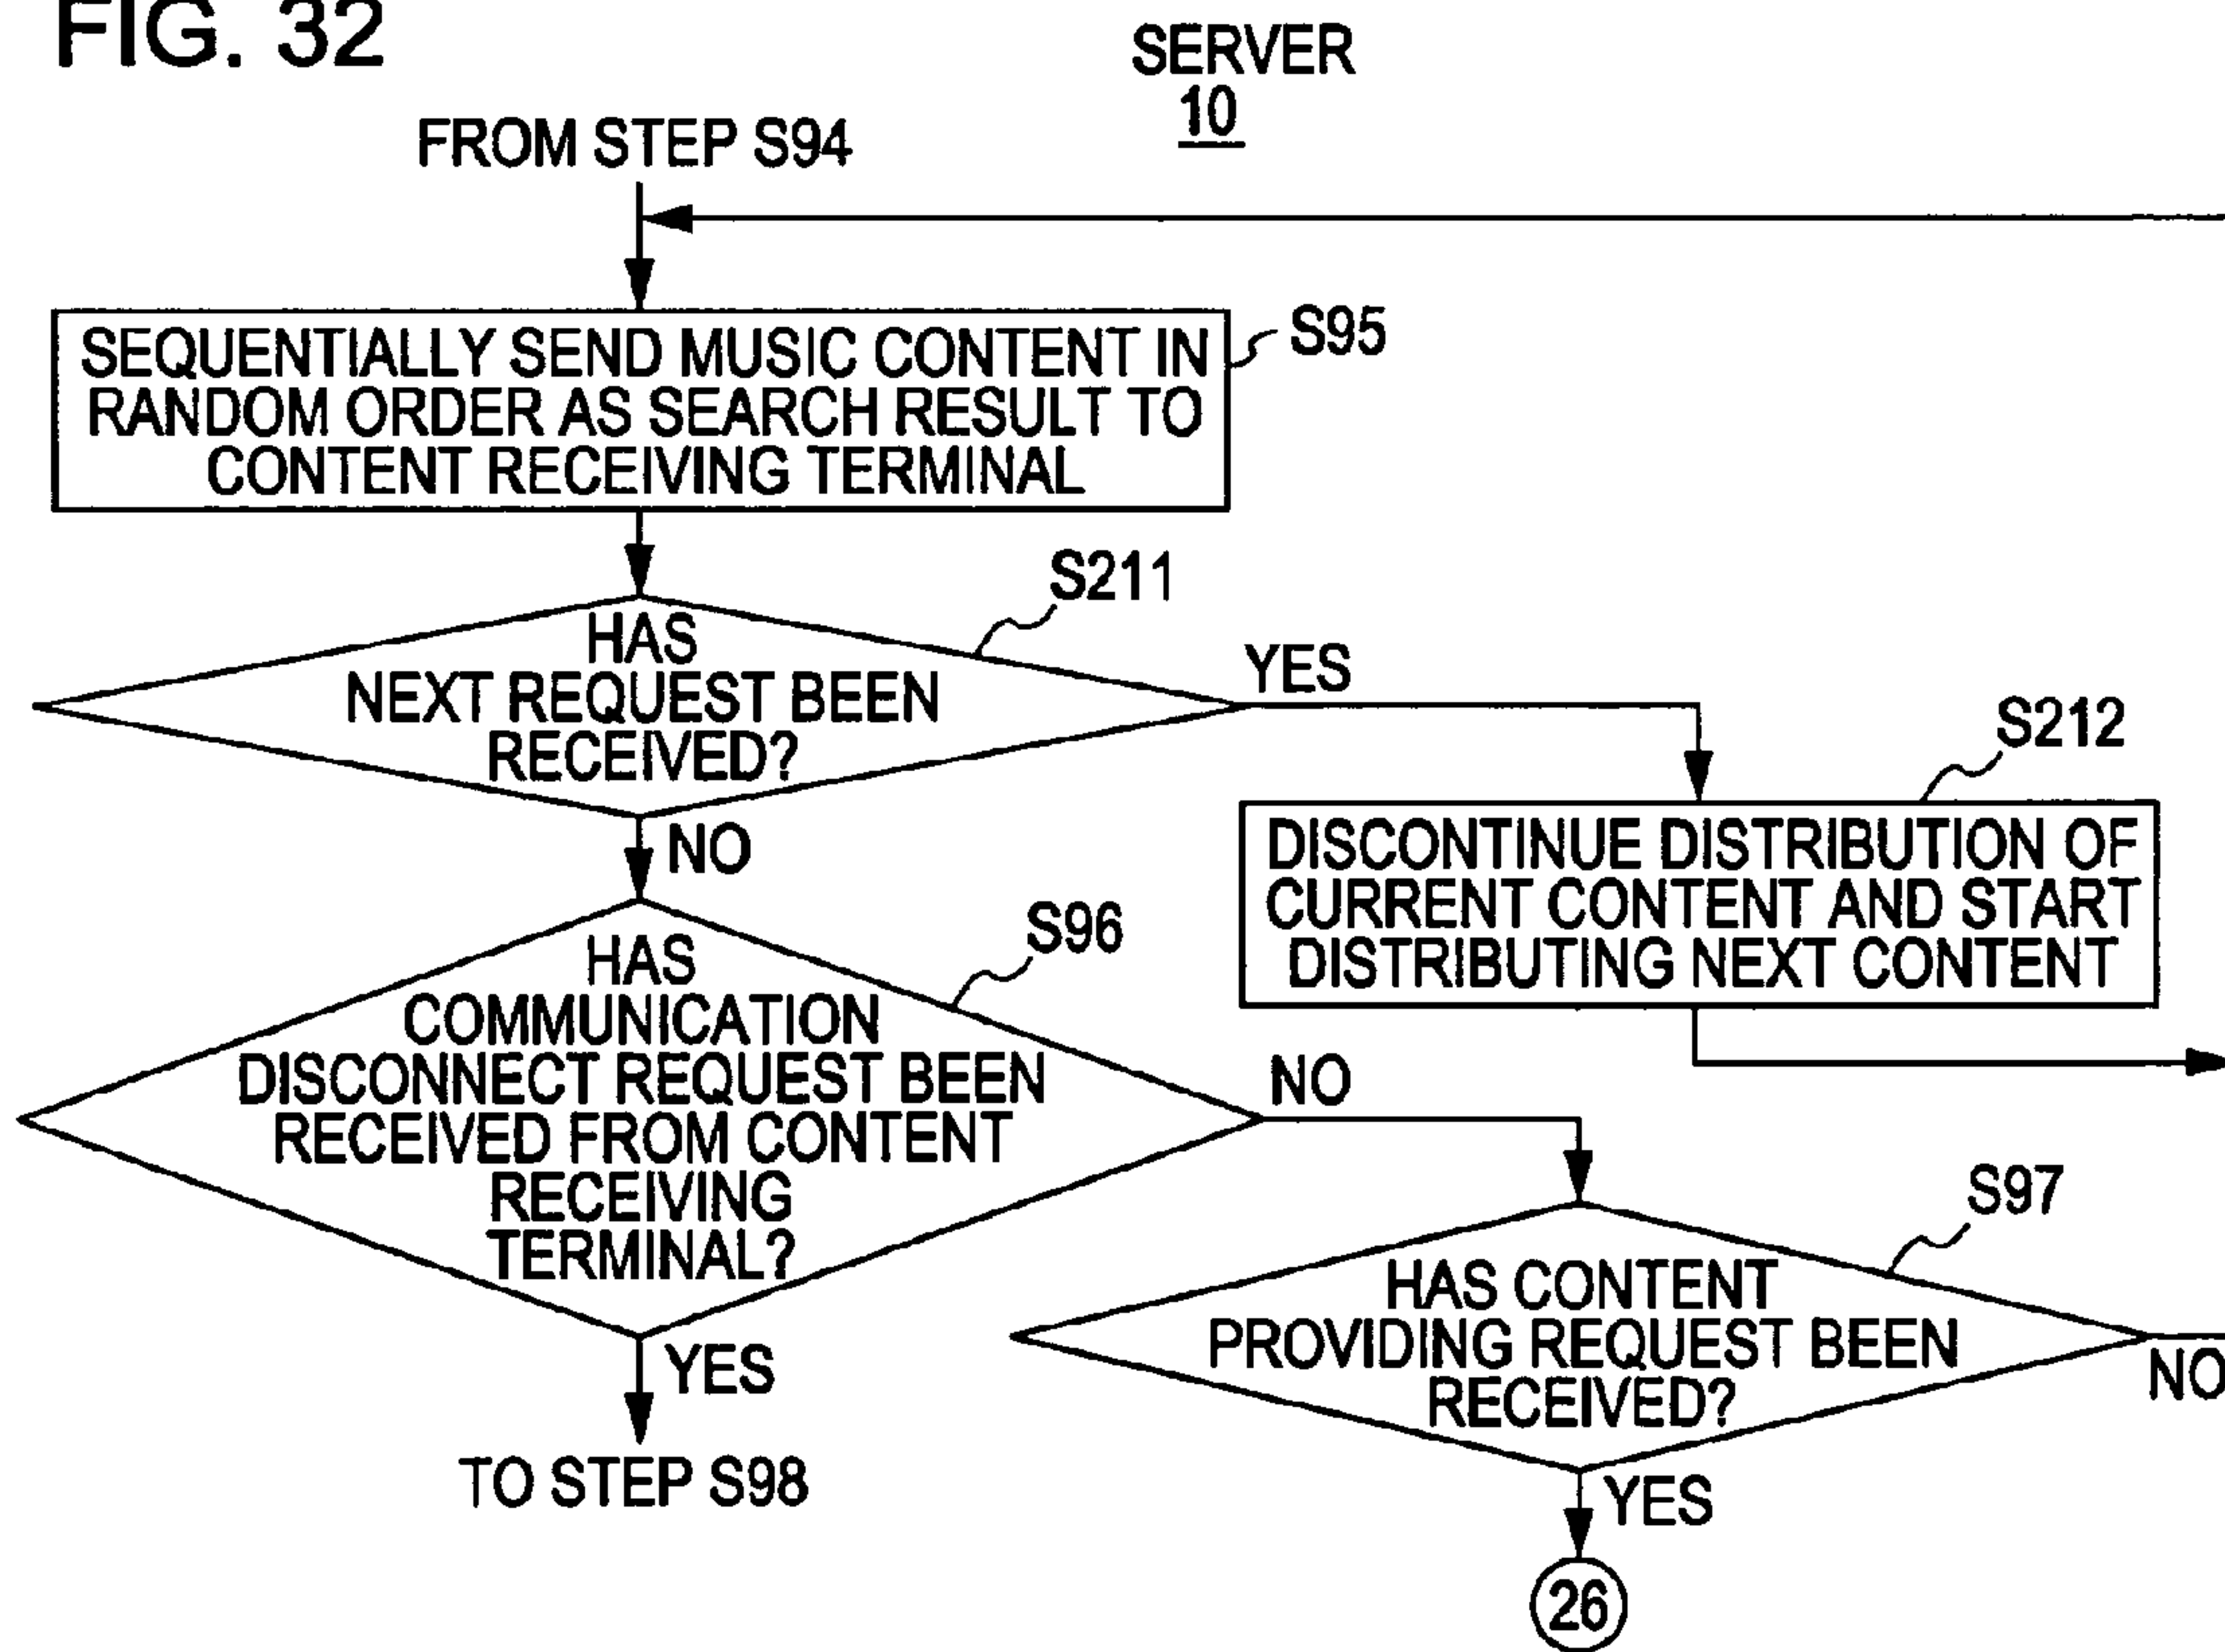 FIG. 32
SERVER
10
FROM STEP S94
SEQUENTIALLY SEND MUSIC CONTENT IN
RANDOM ORDER AS SEARCH RESULT TO
CONTENT RECEIVING TERMINAL
S95
HAS
NEXT REQUEST BEEN
RECEIVED?
S211
YES
NO
S212
DISCONTINUE DISTRIBUTION OF
CURRENT CONTENT AND START
DISTRIBUTING NEXT CONTENT
HAS
COMMUNICATION
DISCONNECT REQUEST BEEN
RECEIVED FROM CONTENT
RECEIVING
TERMINAL?
S96
NO
YES
TO STEP S98
S97
HAS CONTENT
PROVIDING REQUEST BEEN
RECEIVED?
NO
YES
26